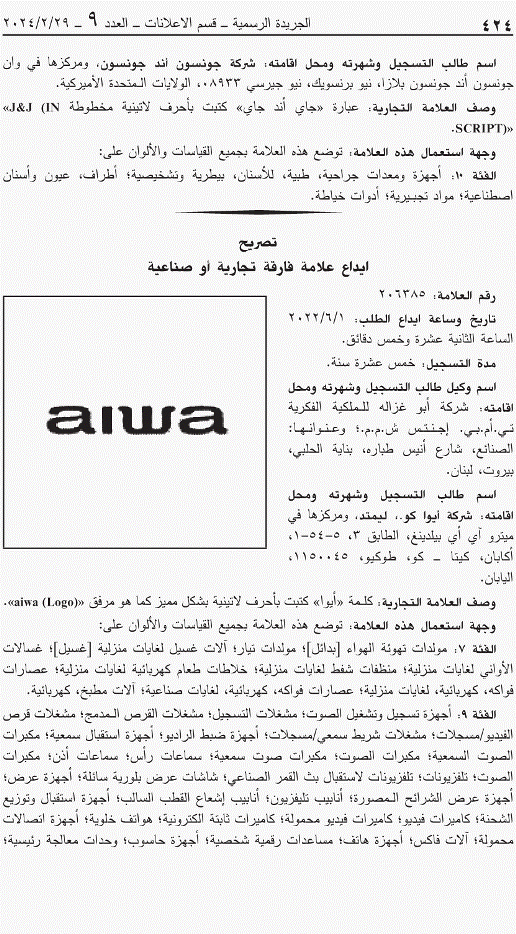 ٤٢٤
الجريدة الرسمية ــ قسم الاعلانات ــ العدد ٩ ــ ٢٠٢٤/٢/٢٩
اسم طالب التسجيل وشهرته ومحل اقامته: شركة جونسون أند جونسون، ومركزها في وان
جونسون أند جونسون بلازا، نيو برنسويك، نيو جيرسي ٠٨٩٣٣، الولايات المتحدة الأميركية.
وصف العلامة التجارية: عبارة «جاي أند جاي» كتبت بأحرف لاتينية مخطوطة «J&J (IN
SCRIPT)».
وجهة استعمال هذه العلامة: توضع هذه العلامة بجميع القياسات والألوان على:
الفئة ١٠: أجهزة ومعدات جراحية، طبية، للأسنان، بيطرية وتشخيصية؛ أطراف، عيون وأسنان
اصطناعية؛ مواد تجبيرية؛ أدوات خياطة.
تصريح
ايداع علامة فارقة تجارية أو صناعية
رقم العلامة: ٢٠٦٣٨٥
تاريخ وساعة ايداع الطلب: ٢٠٢٢/٦/١
الساعة الثانية عشرة وخمس دقائق.
مدة التسجيل: خمس عشرة سنة.
اسم وكيل طالب التسجيل وشهرته ومحل
اقامته: شركة أبو غزاله للملكية الفكرية
تي.أم.بي. إجنتس ش.م.م.؛ وعنوانها:
الصنائع، شارع أنيس طباره، بناية الحلبي،
بيروت، لبنان.
اسم طالب التسجيل وشهرته ومحل
اقامته: شركة أيوا كو.، ليمتد، ومركزها في
مينرو آي أي بيلدينغ، الطابق ٣، ٥-٥٤-١،
أكابان، كيتا ــ كو، طوكيو، ١١٥٠٠٤٥،
اليابان.
aiwa
وصف العلامة التجارية: كلمة «أيوا» كتبت بأحرف لاتينية بشكل مميز كما هو مرفق «aiwa (Logo)».
وجهة استعمال هذه العلامة: توضع هذه العلامة بجميع القياسات والألوان على:
الفئة ٧: مولدات تهوئة الهواء [بدائل]؛ مولدات تيار؛ آلات غسيل لغايات منزلية [غسيل]؛ غسالات
الأواني لغايات منزلية؛ منظفات شفط لغايات منزلية؛ خلاطات طعام كهربائية لغايات منزلية؛ عصارات
فواكه، كهربائية، لغايات منزلية؛ عصارات فواكه، كهربائية، لغايات صناعية؛ آلات مطبخ، كهربائية.
الفئة ٩: أجهزة تسجيل وتشغيل الصوت؛ مشغلات التسجيل؛ مشغلات القرص المدمج؛ مشغلات قرص
الفيديو/مسجلات؛ مشغلات شريط سمعي/مسجلات؛ أجهزة ضبط الراديو؛ أجهزة استقبال سمعية؛ مكبرات
الصوت السمعية؛ مكبرات الصوت؛ مكبرات صوت سمعية؛ سماعات رأس؛ سماعات أذن؛ مكبرات
الصوت؛ تلفزيونات؛ تلفزيونات لاستقبال بث القمر الصناعي؛ شاشات عرض بلورية سائلة؛ أجهزة عرض؛
أجهزة عرض الشرائح المصورة؛ أنابيب تليفزيون؛ أنابيب إشعاع القطب السالب؛ أجهزة استقبال وتوزيع
الشحنة؛ كاميرات فيديو؛ كاميرات فيديو محمولة؛ كاميرات ثابتة الكترونية؛ هواتف خلوية؛ أجهزة اتصالات
محمولة؛ آلات فاكس؛ أجهزة هاتف؛ مساعدات رقمية شخصية؛ أجهزة حاسوب؛ وحدات معالجة رئيسية؛